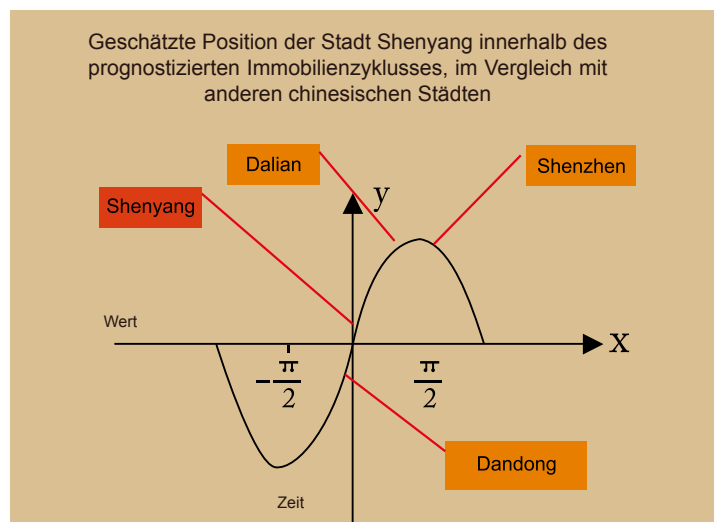 Geschätzte Position der Stadt Shenyang innerhalb des
prognostizierten Immobilienzyklusses, im Vergleich mit
anderen chinesischen Städten
Dalian
Shenzhen
Shenyang
y
Wert
x
-π/2
π/2
Dandong
Zeit